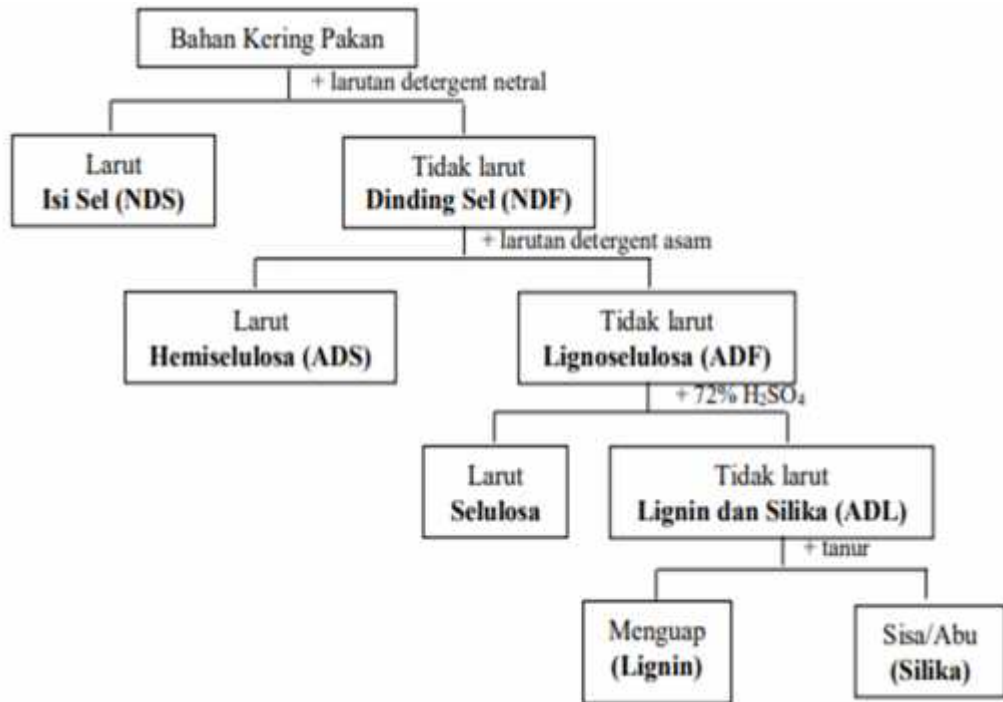 Bahan Kering Pakan
+ larutan detergent netral
Larut
Isi Sel (NDS)
Tidak larut
Dinding Sel (NDF)
+ larutan detergent asam
Larut
Hemiselulosa (ADS)
Tidak larut
Lignoselulosa (ADF)
+ 72% H₂SO₄
Larut
Selulosa
Tidak larut
Lignin dan Silika (ADL)
+ tanur
Menguap
(Lignin)
Sisa/Abu
(Silika)